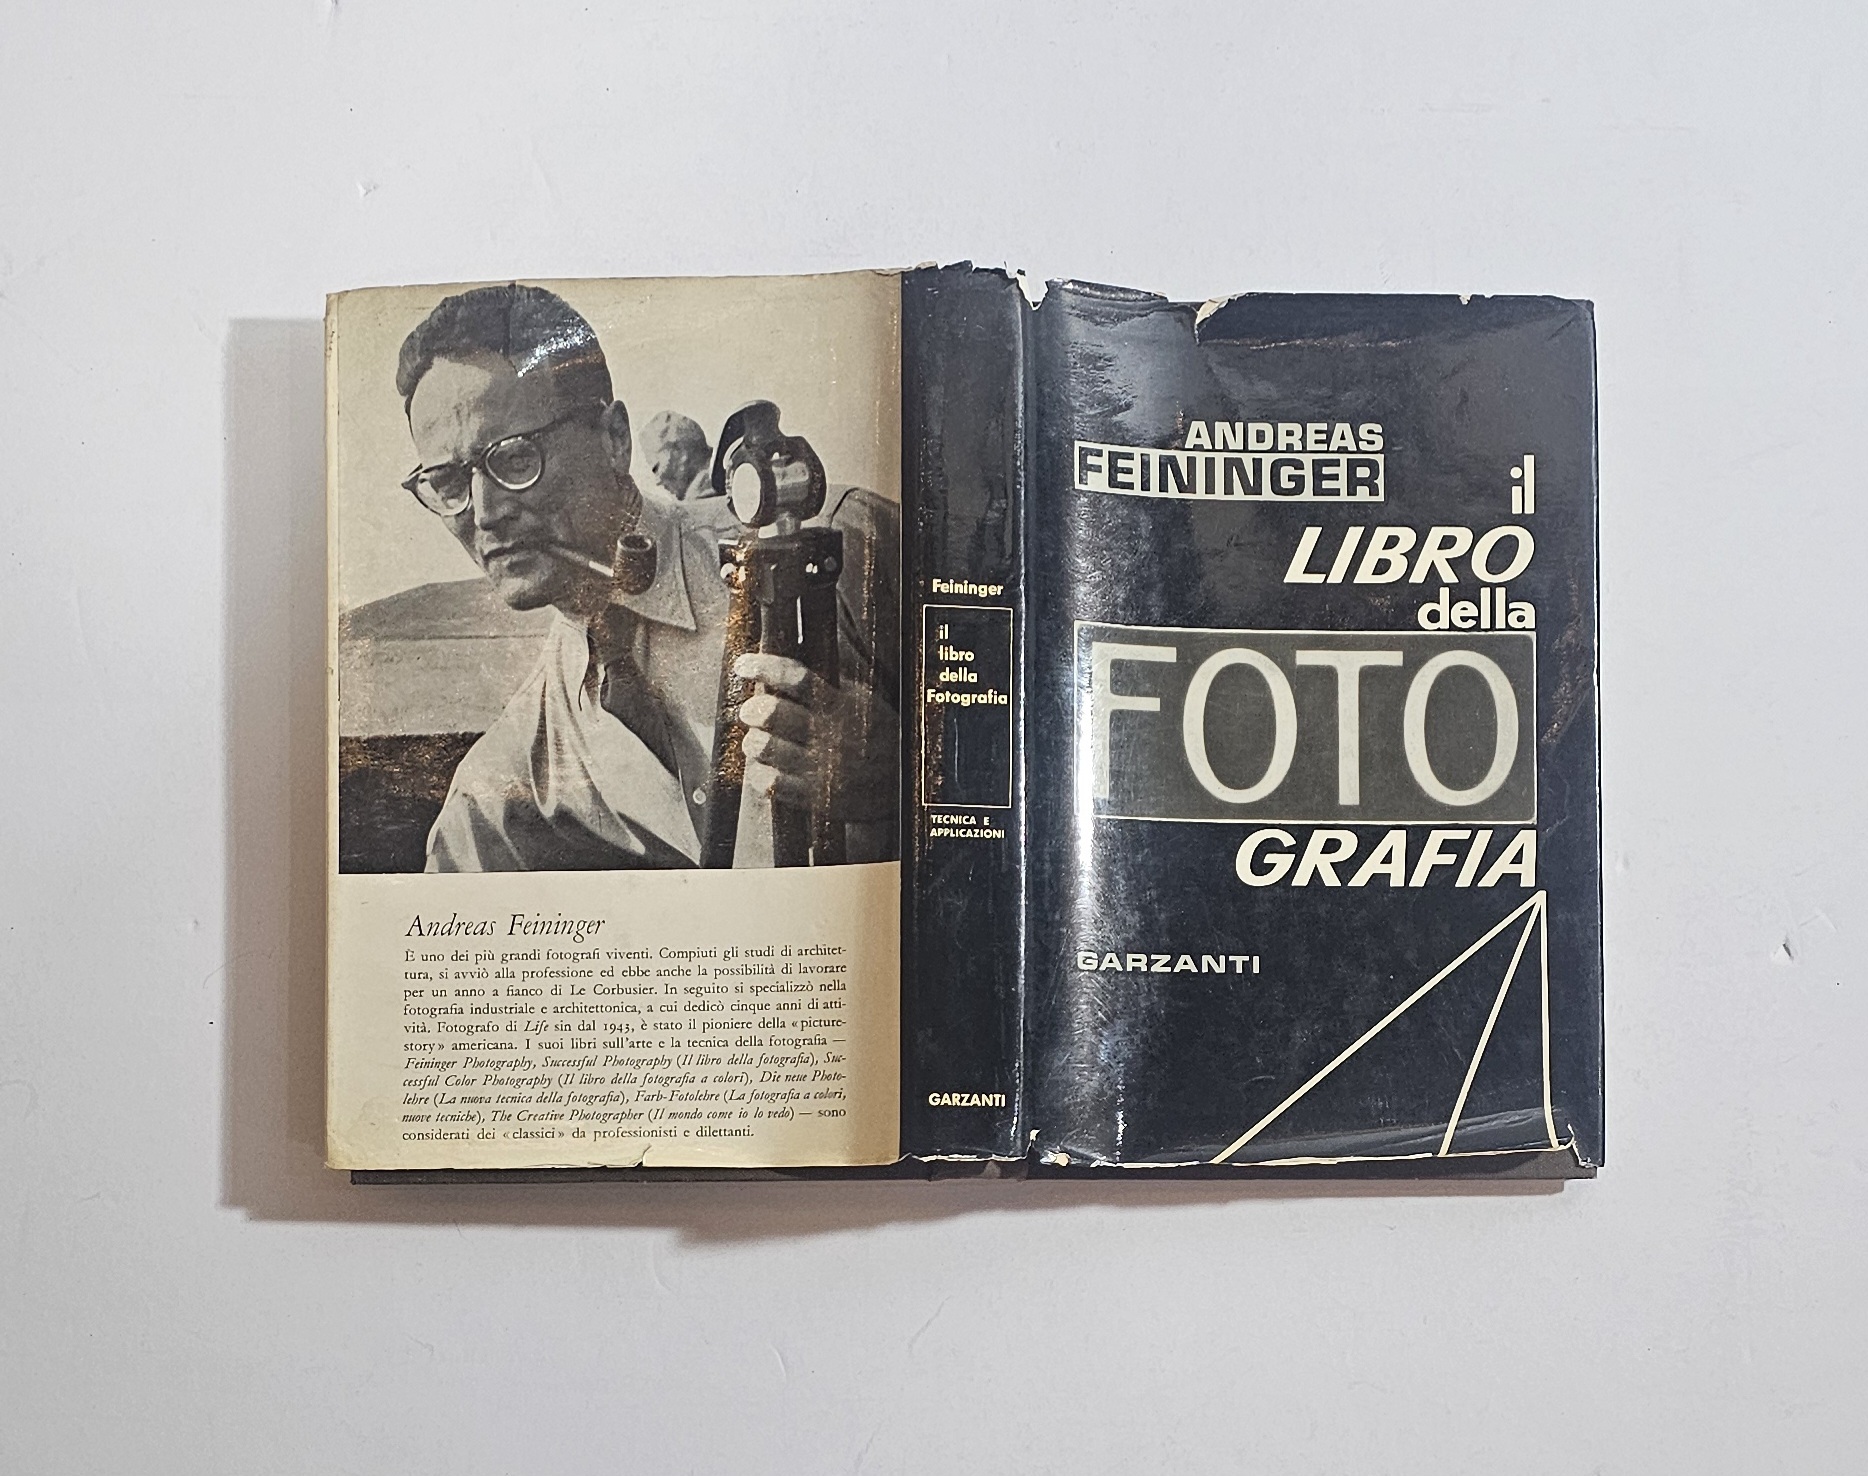 Andreas Feininger
È uno dei più grandi fotografi viventi. Compiuti gli studi di architet-
tura, si avviò alla professione ed ebbe anche la possibilità di lavorare
per un anno a fianco di Le Corbusier. In seguito si specializzò nella
fotografia industriale e architettonica, a cui dedicò cinque anni di atti-
vità. Fotografo di Life sin dal 1943, è stato il pioniere della «picture-
story» americana. I suoi libri sull'arte e la tecnica della fotografia —
Feininger Photography, Successful Photography (Il libro della fotografia), Suc-
cessful Color Photography (Il libro della fotografia a colori), Die neue Photo-
lehre (La nuova tecnica della fotografia), Farb-Fotolehre (La fotografia a colori,
nuove tecniche), The Creative Photographer (Il mondo come io lo vedo) — sono
considerati dei «classici» da professionisti e dilettanti.
Feininger
il
libro
della
Fotografia
TECNICA E
APPLICAZIONI
GARZANTI
ANDREAS
FEININGER
il
LIBRO
della
FOTO
GRAFIA
GARZANTI